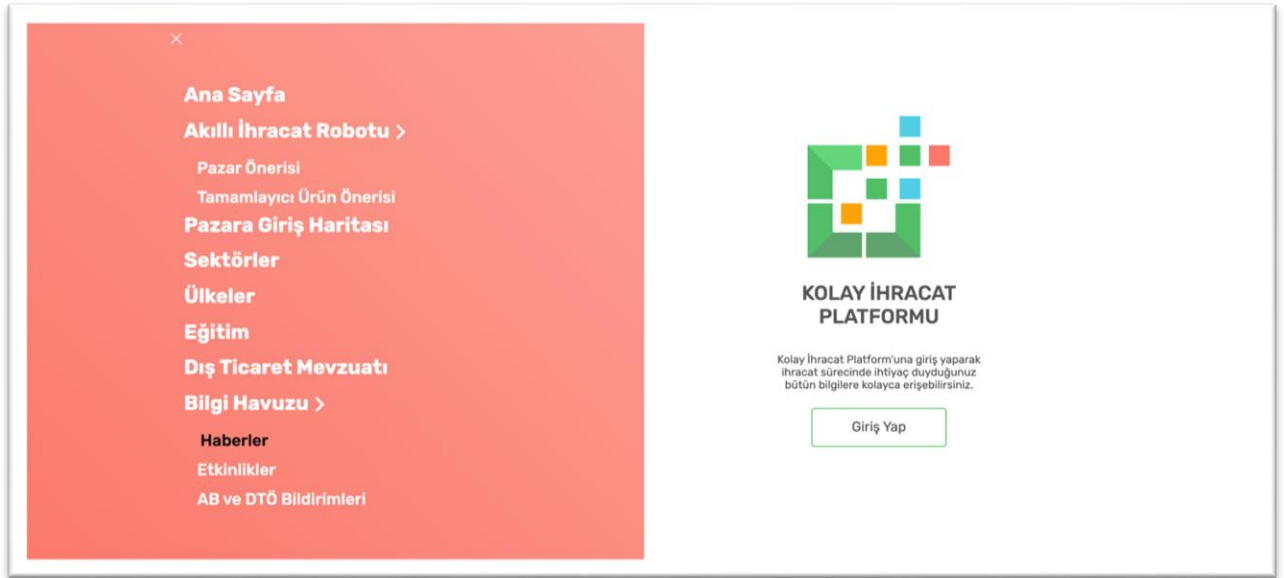 Ana Sayfa
Akıllı İhracat Robotu >
Pazar Önerisi
Tamamlayıcı Ürün Önerisi
Pazara Giriş Haritası
Sektörler
Ülkeler
Eğitim
Dış Ticaret Mevzuatı
Bilgi Havuzu >
Haberler
Etkinlikler
AB ve DTÖ Bildirimleri
KOLAY İHRACAT
PLATFORMU
Kolay İhracat Platform'una giriş yaparak
ihracat sürecinde ihtiyaç duyduğunuz
bütün bilgilere kolayca erişebilirsiniz.
Giriş Yap